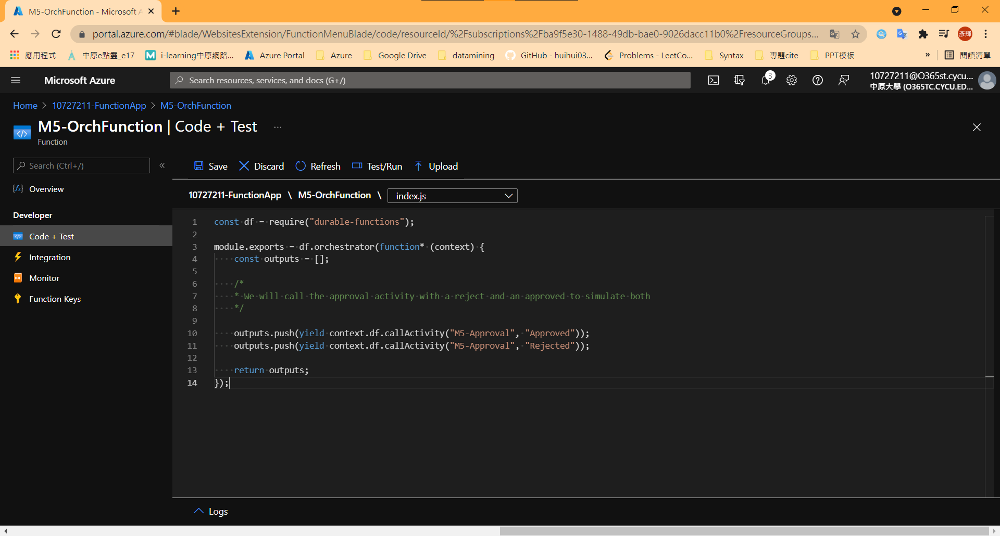 M5-OrchFunction - Microsoft A
portal.azure.com/#blade/WebsitesExtension/FunctionMenuBlade/code/resourceId/%2Fsubscriptions%2Fba9f5e30-1488-49db-bae0-9026dacc11b0%2FresourceGroups...
彥輝
應用程式 中原e點靈_e17 i-learning中原網路... Azure Portal Azure Google Drive datamining GitHub - huihui03... Problems - LeetCo... Syntax 專題cite PPT模板 » 閱讀清單
Microsoft Azure
Search resources, services, and docs (G+/)
3
10727211@O365st.cycu...
中原大學 (O365TC.CYCU.ED...
Home > 10727211-FunctionApp > M5-OrchFunction
M5-OrchFunction | Code + Test ...
Function
Search (Ctrl+/) «
Save Discard Refresh Test/Run Upload
Overview
Developer
Code + Test
Integration
Monitor
Function Keys
10727211-FunctionApp \ M5-OrchFunction \ index.js
1 const df = require("durable-functions");
2
3 module.exports = df.orchestrator(function* (context) {
4 const outputs = [];
5
6 /*
7 * We will call the approval activity with a reject and an approved to simulate both
8 */
9
10 outputs.push(yield context.df.callActivity("M5-Approval", "Approved"));
11 outputs.push(yield context.df.callActivity("M5-Approval", "Rejected"));
12
13 return outputs;
14 });
Logs